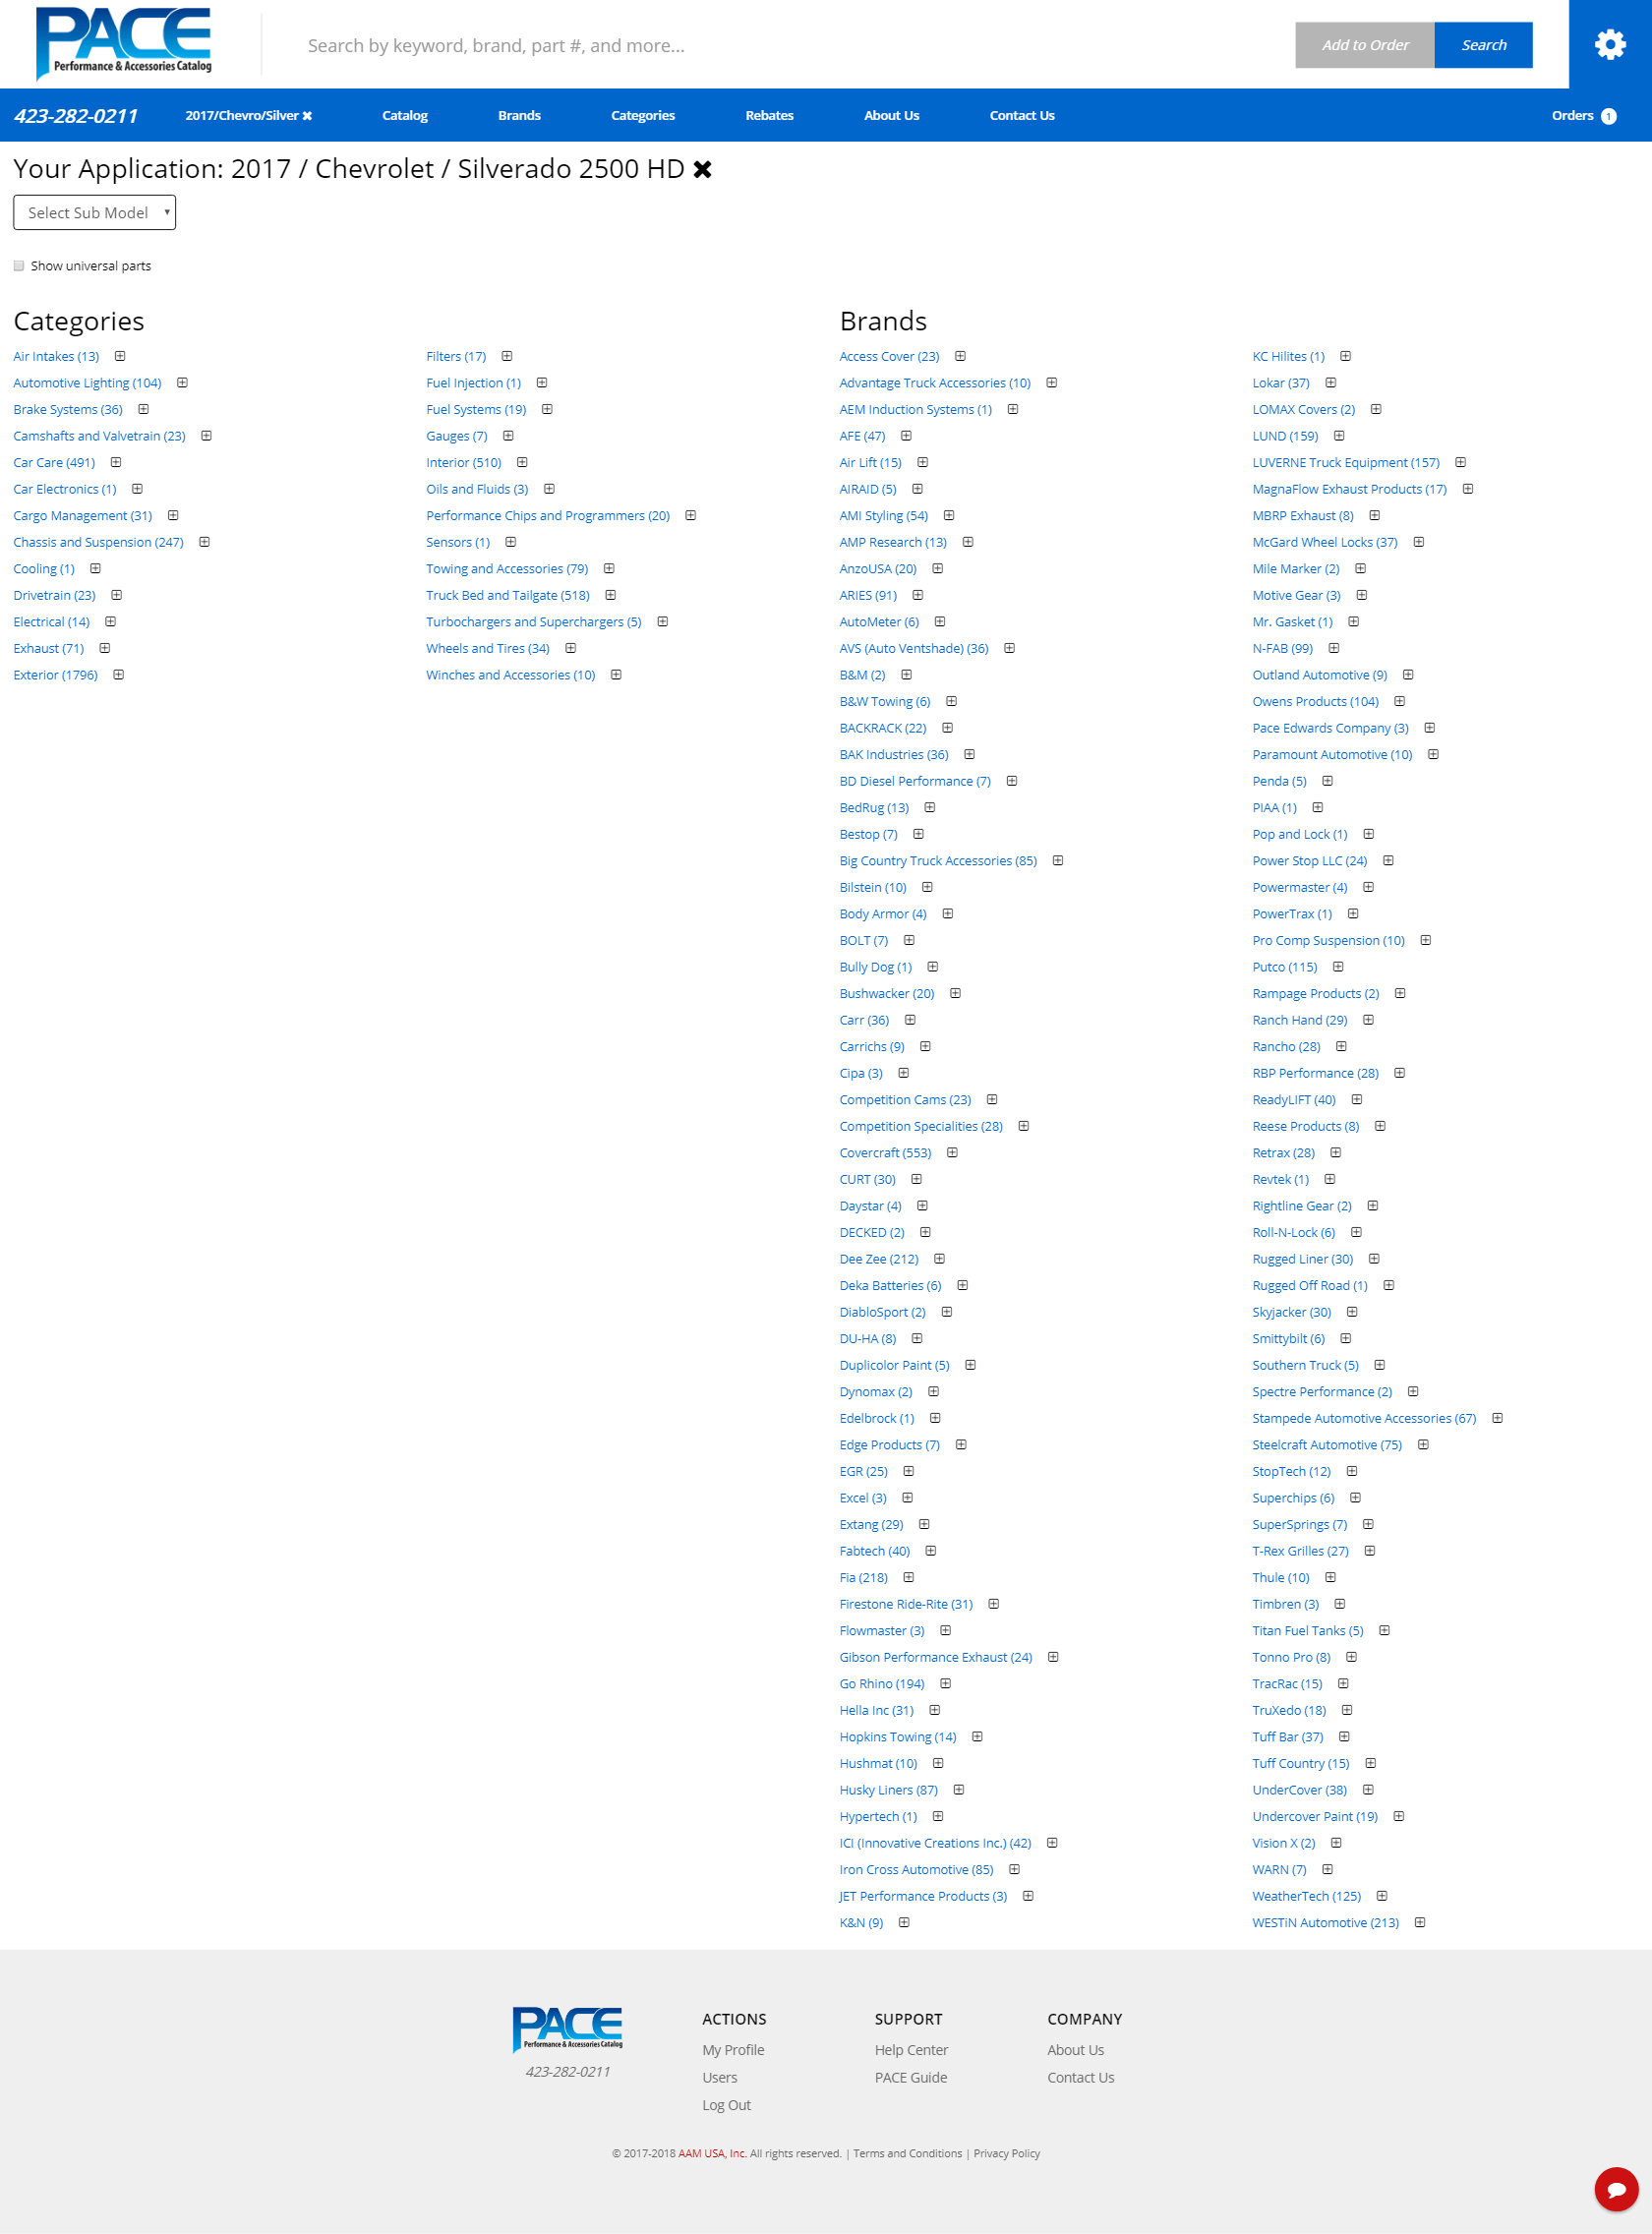 PACE
Performance & Accessories Catalog
Search by keyword, brand, part #, and more...
Add to Order
Search
423-282-0211
2017/Chevro/Silver ✖
Catalog
Brands
Categories
Rebates
About Us
Contact Us
Orders 1
Your Application: 2017 / Chevrolet / Silverado 2500 HD ✖
Select Sub Model
Show universal parts
Categories
Air Intakes (13)
Automotive Lighting (104)
Brake Systems (36)
Camshafts and Valvetrain (23)
Car Care (491)
Car Electronics (1)
Cargo Management (31)
Chassis and Suspension (247)
Cooling (1)
Drivetrain (23)
Electrical (14)
Exhaust (71)
Exterior (1796)
Filters (17)
Fuel Injection (1)
Fuel Systems (19)
Gauges (7)
Interior (510)
Oils and Fluids (3)
Performance Chips and Programmers (20)
Sensors (1)
Towing and Accessories (79)
Truck Bed and Tailgate (518)
Turbochargers and Superchargers (5)
Wheels and Tires (34)
Winches and Accessories (10)
Brands
Access Cover (23)
Advantage Truck Accessories (10)
AEM Induction Systems (1)
AFE (47)
Air Lift (15)
AIRAID (5)
AMI Styling (54)
AMP Research (13)
AnzoUSA (20)
ARIES (91)
AutoMeter (6)
AVS (Auto Ventshade) (36)
B&M (2)
B&W Towing (6)
BACKRACK (22)
BAK Industries (36)
BD Diesel Performance (7)
BedRug (13)
Bestop (7)
Big Country Truck Accessories (85)
Bilstein (10)
Body Armor (4)
BOLT (7)
Bully Dog (1)
Bushwacker (20)
Carr (36)
Carrichs (9)
Cipa (3)
Competition Cams (23)
Competition Specialities (28)
Covercraft (553)
CURT (30)
Daystar (4)
DECKED (2)
Dee Zee (212)
Deka Batteries (6)
DiabloSport (2)
DU-HA (8)
Duplicolor Paint (5)
Dynomax (2)
Edelbrock (1)
Edge Products (7)
EGR (25)
Excel (3)
Extang (29)
Fabtech (40)
Fia (218)
Firestone Ride-Rite (31)
Flowmaster (3)
Gibson Performance Exhaust (24)
Go Rhino (194)
Hella Inc (31)
Hopkins Towing (14)
Hushmat (10)
Husky Liners (87)
Hypertech (1)
ICI (Innovative Creations Inc.) (42)
Iron Cross Automotive (85)
JET Performance Products (3)
K&N (9)
KC Hilites (1)
Lokar (37)
LOMAX Covers (2)
LUND (159)
LUVERNE Truck Equipment (157)
MagnaFlow Exhaust Products (17)
MBRP Exhaust (8)
McGard Wheel Locks (37)
Mile Marker (2)
Motive Gear (3)
Mr. Gasket (1)
N-FAB (99)
Outland Automotive (9)
Owens Products (104)
Pace Edwards Company (3)
Paramount Automotive (10)
Penda (5)
PIAA (1)
Pop and Lock (1)
Power Stop LLC (24)
Powermaster (4)
PowerTrax (1)
Pro Comp Suspension (10)
Putco (115)
Rampage Products (2)
Ranch Hand (29)
Rancho (28)
RBP Performance (28)
ReadyLIFT (40)
Reese Products (8)
Retrax (28)
Revtek (1)
Rightline Gear (2)
Roll-N-Lock (6)
Rugged Liner (30)
Rugged Off Road (1)
Skyjacker (30)
Smittybilt (6)
Southern Truck (5)
Spectre Performance (2)
Stampede Automotive Accessories (67)
Steelcraft Automotive (75)
StopTech (12)
Superchips (6)
SuperSprings (7)
T-Rex Grilles (27)
Thule (10)
Timbren (3)
Titan Fuel Tanks (5)
Tonno Pro (8)
TracRac (15)
TruXedo (18)
Tuff Bar (37)
Tuff Country (15)
UnderCover (38)
Undercover Paint (19)
Vision X (2)
WARN (7)
WeatherTech (125)
WESTiN Automotive (213)
PACE
Performance & Accessories Catalog
423-282-0211
ACTIONS
My Profile
Users
Log Out
SUPPORT
Help Center
PACE Guide
COMPANY
About Us
Contact Us
© 2017-2018 AAM USA, Inc. All rights reserved. | Terms and Conditions | Privacy Policy